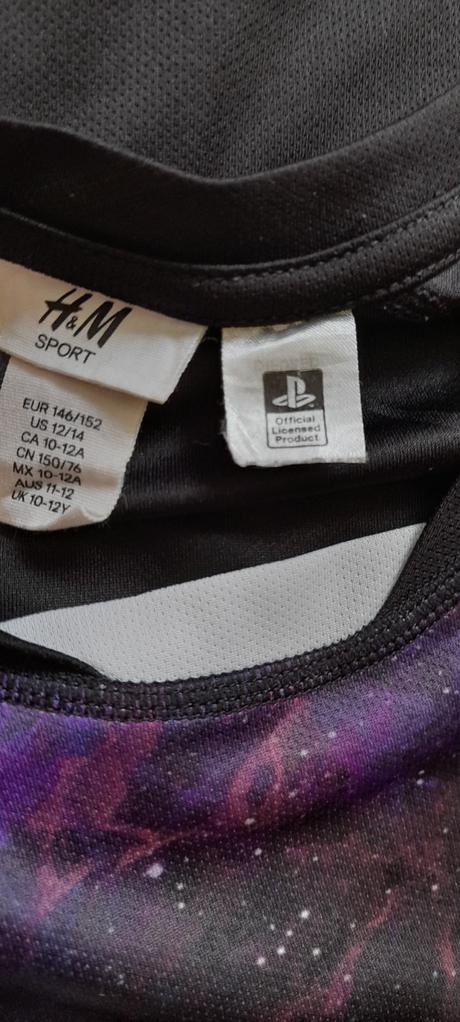 H&M
SPORT
EUR 146/152
US 12/14
CA 10-12A
CN 150/76
MX 10-12A
AUS 11-12
UK 10-12Y
Official
Licensed
Product